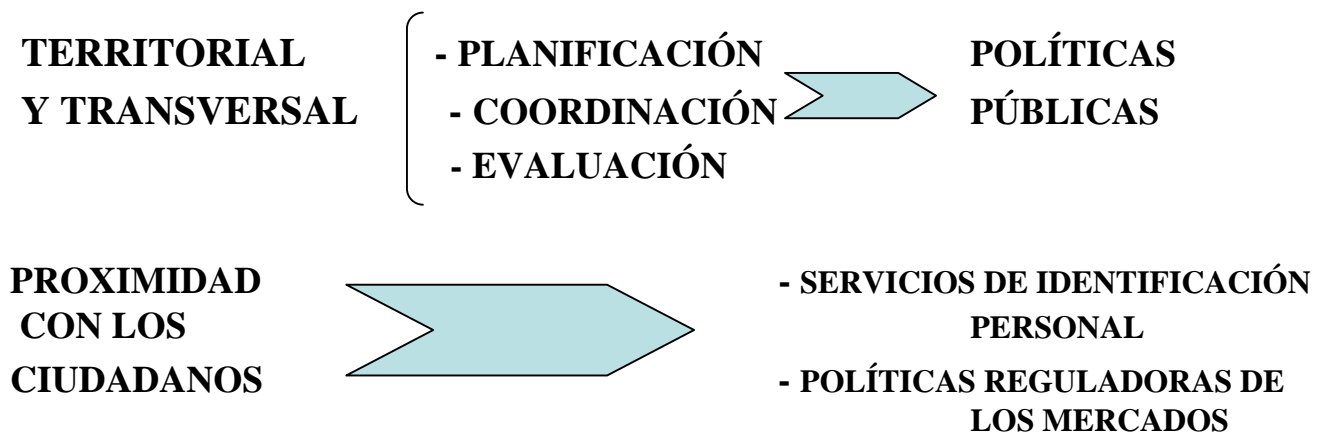 TERRITORIAL
Y TRANSVERSAL
- PLANIFICACIÓN
- COORDINACIÓN
- EVALUACIÓN
POLÍTICAS
PÚBLICAS
PROXIMIDAD
CON LOS
CIUDADANOS
- SERVICIOS DE IDENTIFICACIÓN
PERSONAL
- POLÍTICAS REGULADORAS DE
LOS MERCADOS